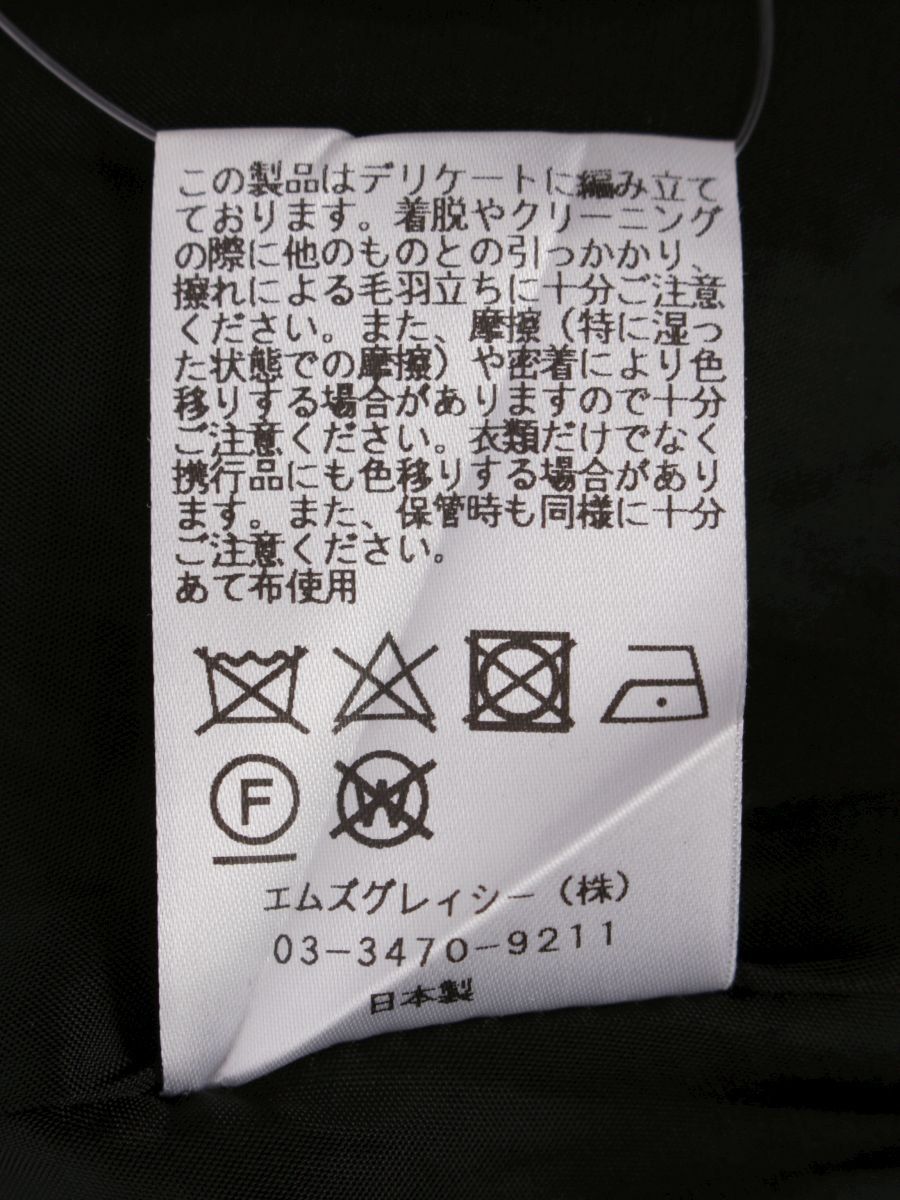 この製品はデリケートに編み立て
ております。着脱やクリーニング
の際に他のものとの引っかかり、
擦れによる毛羽立ちに十分ご注意
ください。また、摩擦（特に湿っ
た状態での摩擦）や密着により色
移りする場合がありますので十分
ご注意ください。衣類だけでなく
携行品にも色移りする場合があり
ます。また、保管時も同様に十分
ご注意ください。
あて布使用
F W
エムズグレィシー（株）
03-3470-9211
日本製